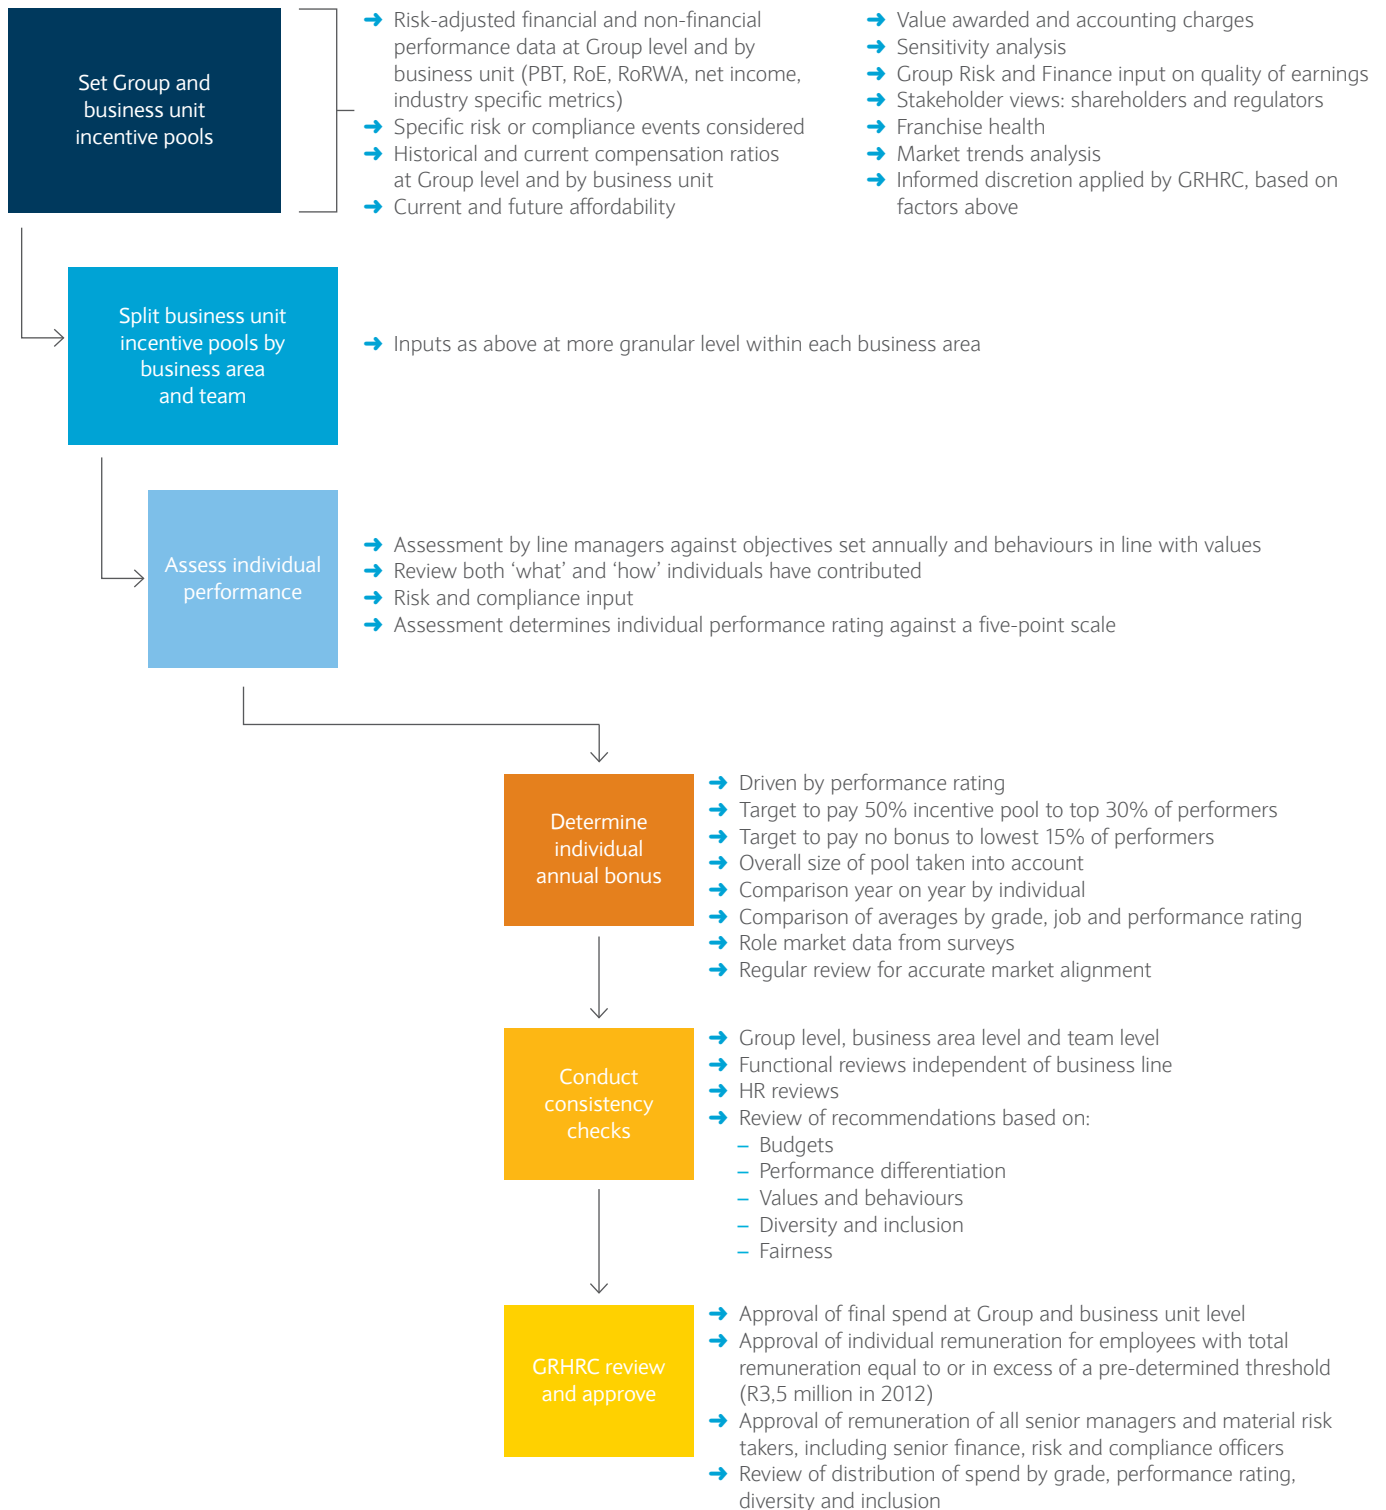 Set Group and
business unit
incentive pools
➜ Risk-adjusted financial and non-financial
performance data at Group level and by
business unit (PBT, RoE, RoRWA, net income,
industry specific metrics)
➜ Specific risk or compliance events considered
➜ Historical and current compensation ratios
at Group level and by business unit
➜ Current and future affordability
➜ Value awarded and accounting charges
➜ Sensitivity analysis
➜ Group Risk and Finance input on quality of earnings
➜ Stakeholder views: shareholders and regulators
➜ Franchise health
➜ Market trends analysis
➜ Informed discretion applied by GRHRC, based on
factors above
Split business unit
incentive pools by
business area
and team
➜ Inputs as above at more granular level within each business area
Assess individual
performance
➜ Assessment by line managers against objectives set annually and behaviours in line with values
➜ Review both ‘what’ and ‘how’ individuals have contributed
➜ Risk and compliance input
➜ Assessment determines individual performance rating against a five-point scale
Determine
individual
annual bonus
➜ Driven by performance rating
➜ Target to pay 50% incentive pool to top 30% of performers
➜ Target to pay no bonus to lowest 15% of performers
➜ Overall size of pool taken into account
➜ Comparison year on year by individual
➜ Comparison of averages by grade, job and performance rating
➜ Role market data from surveys
➜ Regular review for accurate market alignment
Conduct
consistency
checks
➜ Group level, business area level and team level
➜ Functional reviews independent of business line
➜ HR reviews
➜ Review of recommendations based on:
– Budgets
– Performance differentiation
– Values and behaviours
– Diversity and inclusion
– Fairness
GRHRC review
and approve
➜ Approval of final spend at Group and business unit level
➜ Approval of individual remuneration for employees with total
remuneration equal to or in excess of a pre-determined threshold
(R3,5 million in 2012)
➜ Approval of remuneration of all senior managers and material risk
takers, including senior finance, risk and compliance officers
➜ Review of distribution of spend by grade, performance rating,
diversity and inclusion